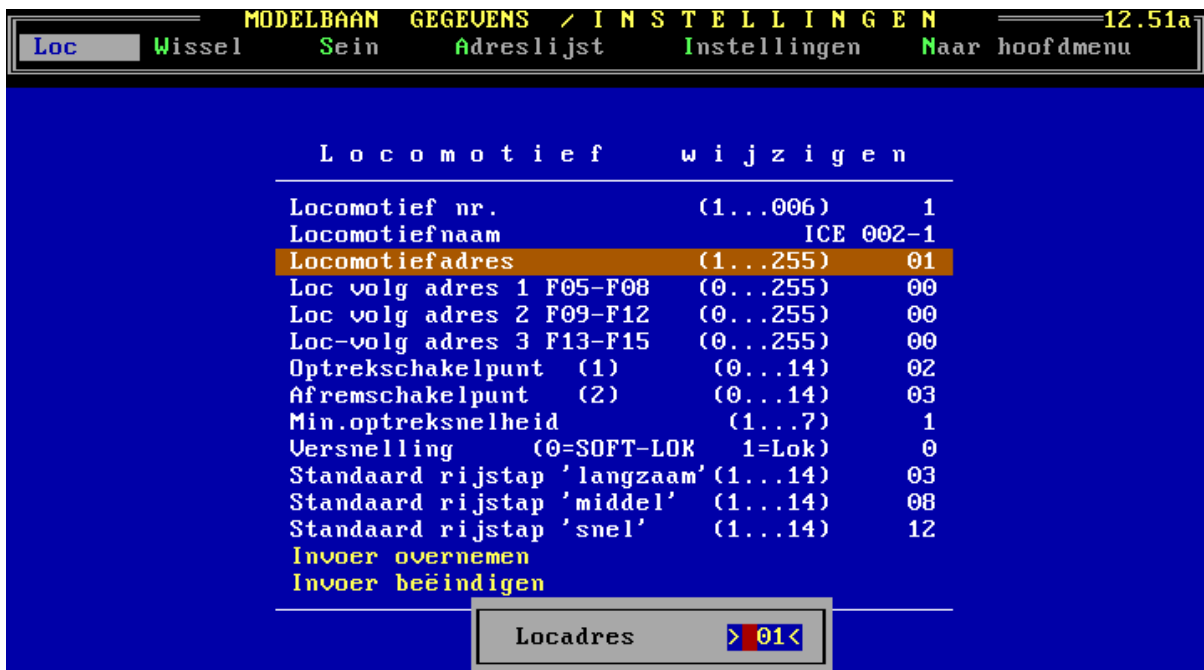 MODELBAAN GEGEVENS / I N S T E L L I N G E N 12.51a
Loc Wissel Sein Adreslijst Instellingen Naar hoofdmenu
L o c o m o t i e f w i j z i g e n
Locomotief nr. (1...006) 1
Locomotiefnaam ICE 002-1
Locomotiefadres (1...255) 01
Loc volg adres 1 F05-F08 (0...255) 00
Loc volg adres 2 F09-F12 (0...255) 00
Loc-volg adres 3 F13-F15 (0...255) 00
Optrekschakelpunt (1) (0...14) 02
Afremschakelpunt (2) (0...14) 03
Min.optreksnelheid (1...7) 1
Versnelling (0=SOFT-LOK 1=Lok) 0
Standaard rijstap 'langzaam' (1...14) 03
Standaard rijstap 'middel' (1...14) 08
Standaard rijstap 'snel' (1...14) 12
Invoer overnemen
Invoer beëindigen
Locadres > 01<